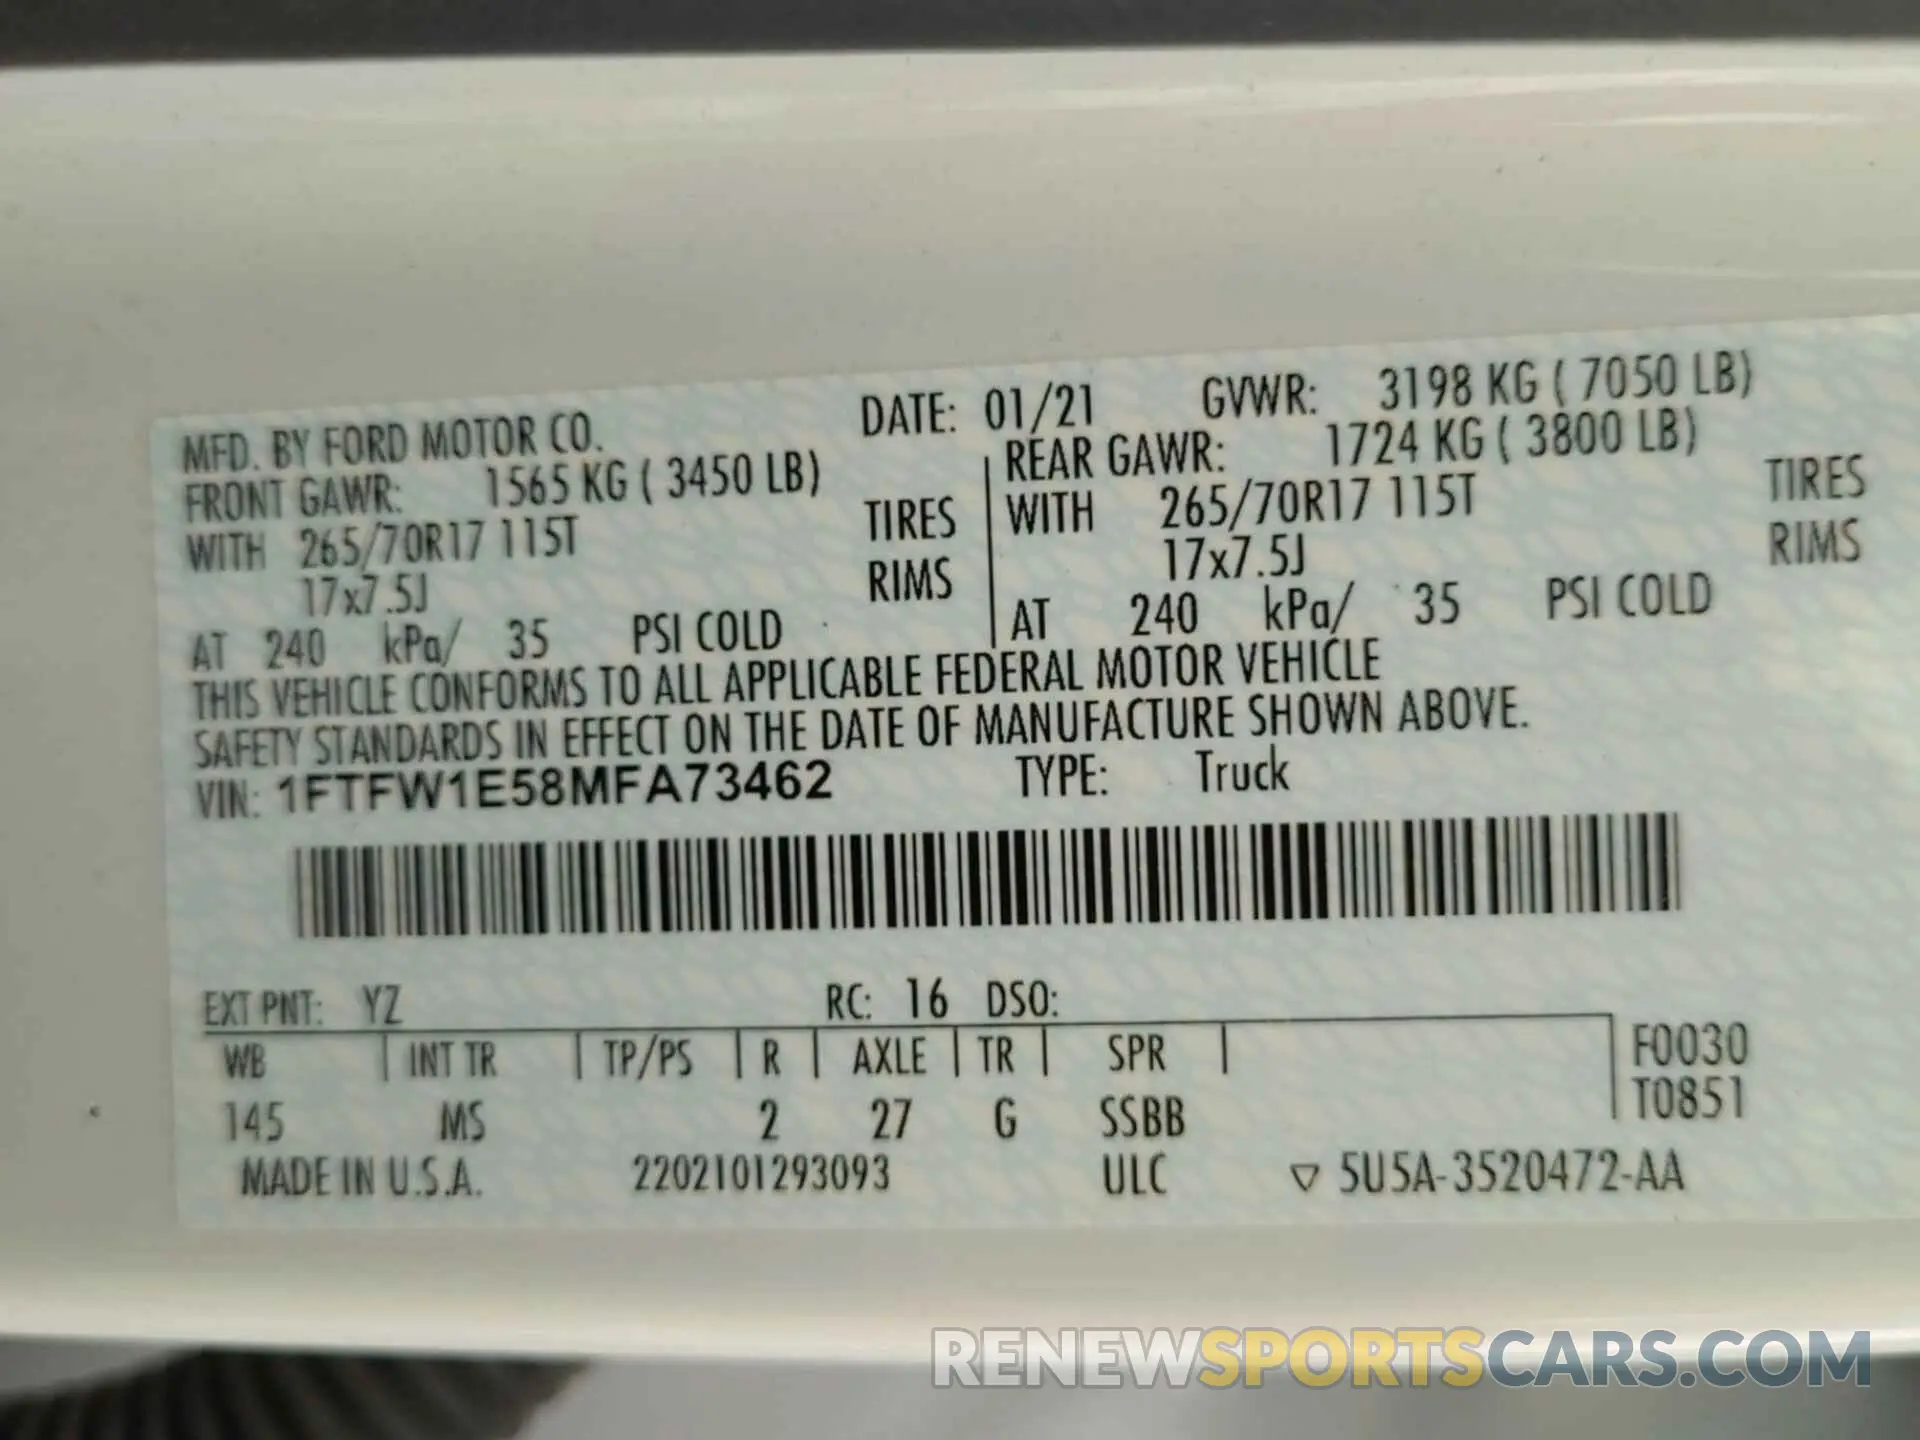 MFD. BY FORD MOTOR CO. DATE: 01/21 GVWR: 3198 KG ( 7050 LB)
FRONT GAWR: 1565 KG ( 3450 LB) REAR GAWR: 1724 KG ( 3800 LB)
WITH 265/70R17 115T TIRES WITH 265/70R17 115T TIRES
17x7.5J RIMS 17x7.5J RIMS
AT 240 kPa/ 35 PSI COLD AT 240 kPa/ 35 PSI COLD
THIS VEHICLE CONFORMS TO ALL APPLICABLE FEDERAL MOTOR VEHICLE
SAFETY STANDARDS IN EFFECT ON THE DATE OF MANUFACTURE SHOWN ABOVE.
VIN: 1FTFW1E58MFA73462 TYPE: Truck
EXT PNT: YZ RC: 16 DSO:
WB INT TR TP/PS R AXLE TR SPR F0030
145 MS 2 27 G SSBB T0851
MADE IN U.S.A. 2202101293093 ULC ▽ 5U5A-3520472-AA
RENEWSPORTSCARS.COM